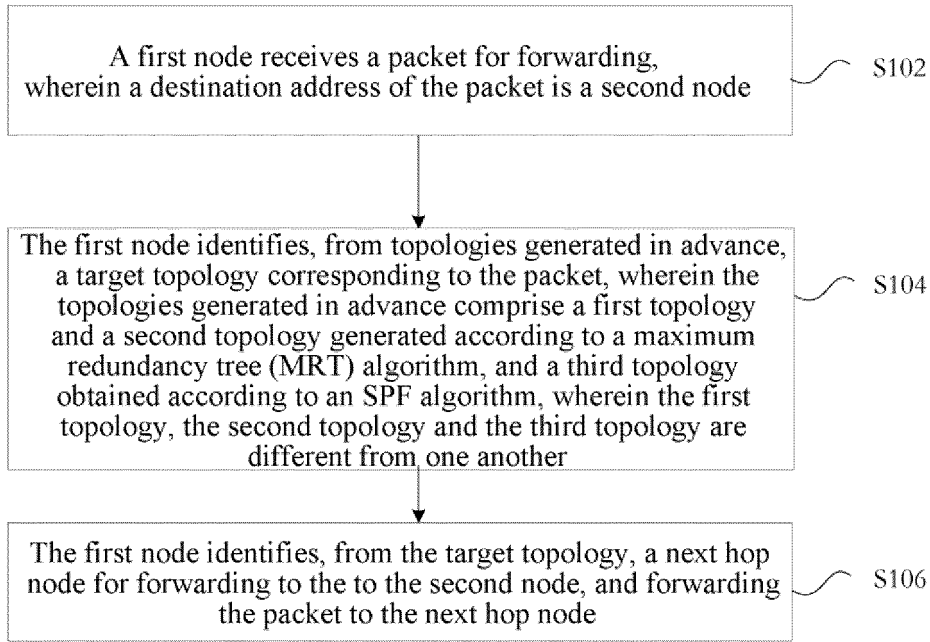 A first node receives a packet for forwarding,
wherein a destination address of the packet is a second node
S102
The first node identifies, from topologies generated in advance,
a target topology corresponding to the packet, wherein the
topologies generated in advance comprise a first topology
and a second topology generated according to a maximum
redundancy tree (MRT) algorithm, and a third topology
obtained according to an SPF algorithm, wherein the first
topology, the second topology and the third topology are
different from one another
S104
The first node identifies, from the target topology, a next hop
node for forwarding to the to the second node, and forwarding
the packet to the next hop node
S106